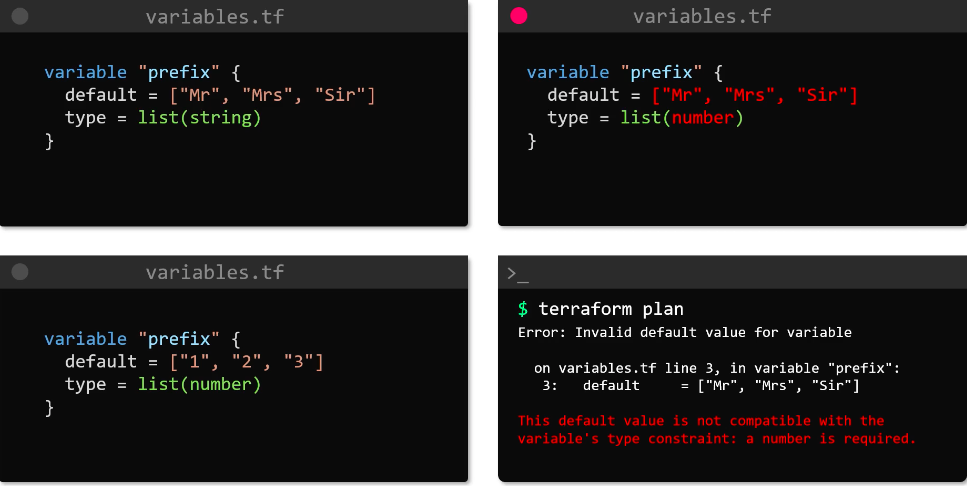 variables.tf
variable "prefix" {
  default = ["Mr", "Mrs", "Sir"]
  type = list(string)
}
variables.tf
variable "prefix" {
  default = ["Mr", "Mrs", "Sir"]
  type = list(number)
}
variables.tf
variable "prefix" {
  default = ["1", "2", "3"]
  type = list(number)
}
>_
$ terraform plan
Error: Invalid default value for variable
  on variables.tf line 3, in variable "prefix":
   3:   default     = ["Mr", "Mrs", "Sir"]
This default value is not compatible with the
variable's type constraint: a number is required.